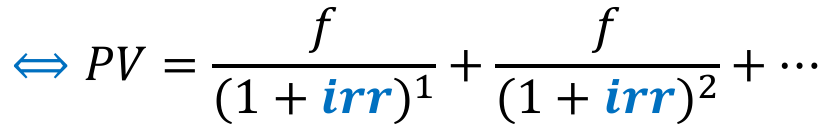 ⟺ PV = f/(1 + irr)¹ + f/(1 + irr)² + ⋯